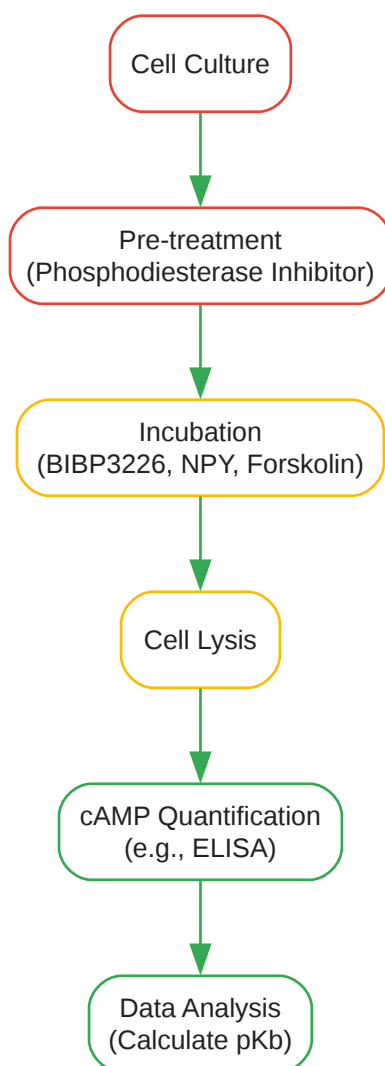 Cell Culture
Pre-treatment
(Phosphodiesterase Inhibitor)
Incubation
(BIBP3226, NPY, Forskolin)
Cell Lysis
cAMP Quantification
(e.g., ELISA)
Data Analysis
(Calculate pKb)